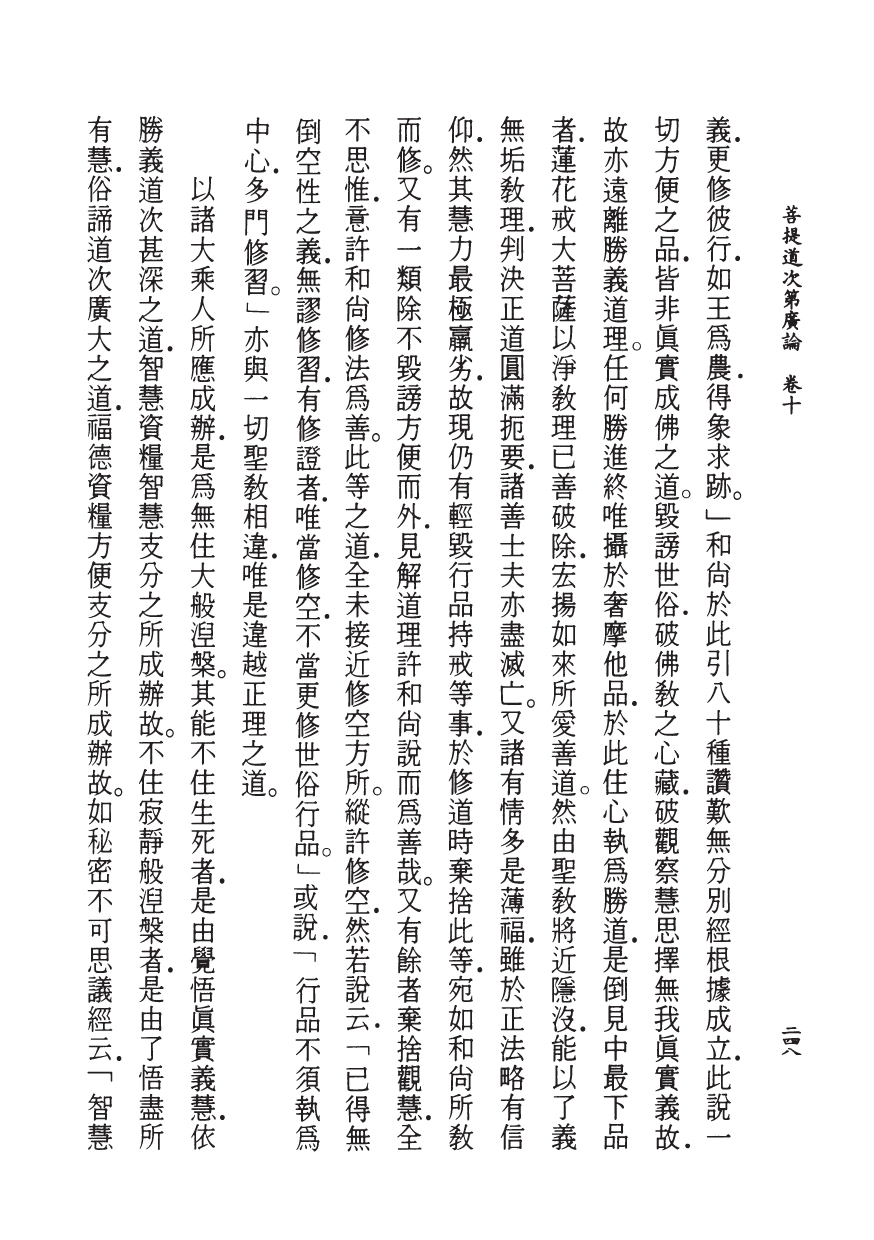 菩提道次第廣論　卷十
二四八
義．更修彼行．如王爲農．得象求跡。」和尙於此引八十種讚歎無分別經根據成立．此說一
切方便之品．皆非眞實成佛之道。毀謗世俗．破佛敎之心藏．破觀察慧思擇無我眞實義故．
故亦遠離勝義道理。任何勝進終唯攝於奢摩他品．於此住心執爲勝道．是倒見中最下品
者．蓮花戒大菩薩以淨敎理已善破除．宏揚如來所愛善道。然由聖敎將近隱沒．能以了義
無垢敎理．判決正道圓滿扼要．諸善士夫亦盡滅亡。又諸有情多是薄福．雖於正法略有信
仰．然其慧力最極羸劣．故現仍有輕毀行品持戒等事．於修道時棄捨此等．宛如和尙所敎
而修。又有一類除不毀謗方便而外．見解道理許和尙說而爲善哉。又有餘者棄捨觀慧．全
不思惟．意許和尙修法爲善。此等之道．全未接近修空方所。縱許修空．然若說云．「已得無
倒空性之義．無謬修習．有修證者．唯當修空．不當更修世俗行品。」或說．「行品不須執爲
中心．多門修習。」亦與一切聖敎相違．唯是違越正理之道。
以諸大乘人所應成辦．是爲無住大般涅槃。其能不住生死者．是由覺悟眞實義慧．依
勝義道次甚深之道．智慧資糧智慧支分之所成辦故。不住寂靜般涅槃者．是由了悟盡所
有慧．俗諦道次廣大之道．福德資糧方便支分之所成辦故。如秘密不可思議經云．「智慧